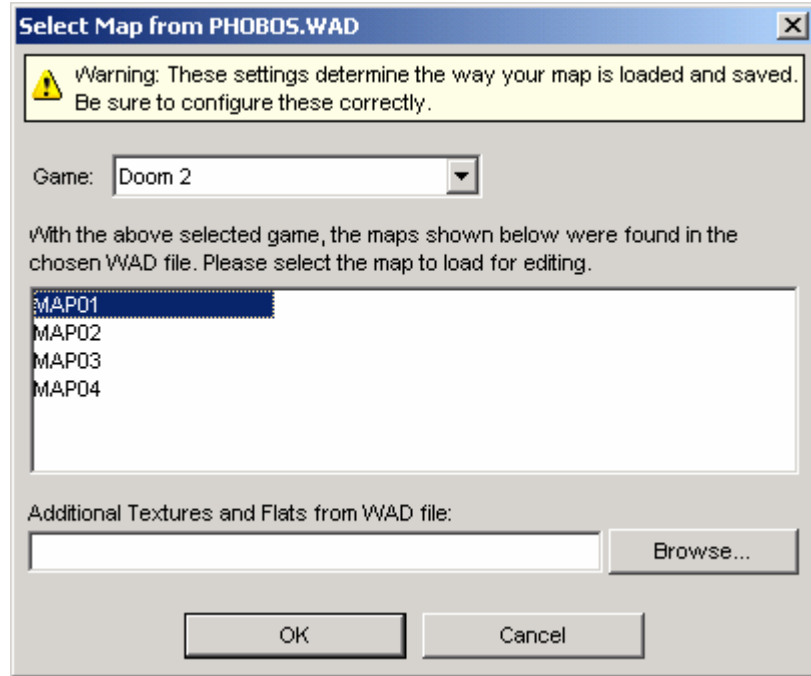 Select Map from PHOBOS.WAD
Warning: These settings determine the way your map is loaded and saved.
Be sure to configure these correctly.
Game: Doom 2
With the above selected game, the maps shown below were found in the
chosen WAD file. Please select the map to load for editing.
MAP01
MAP02
MAP03
MAP04
Additional Textures and Flats from WAD file:
Browse...
OK Cancel